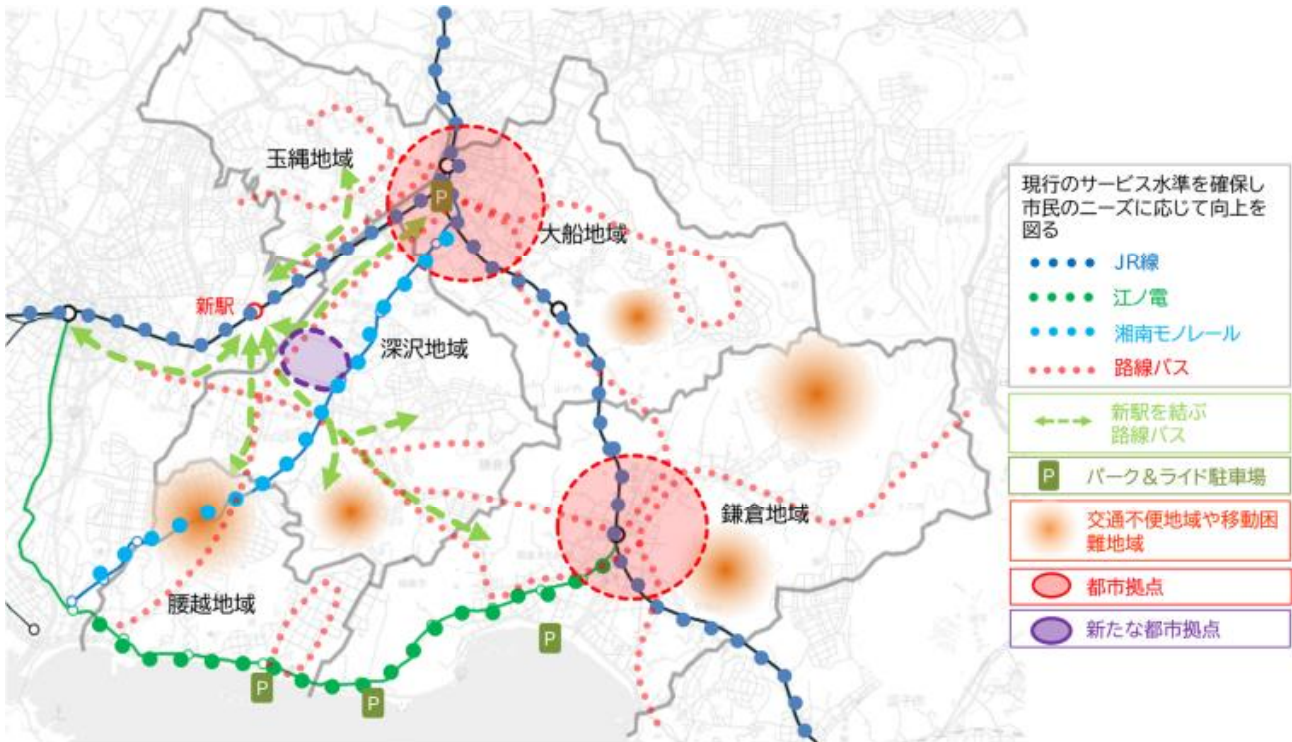 玉縄地域
P
大船地域
新駅
深沢地域
鎌倉地域
腰越地域
P
P
P
現行のサービス水準を確保し
市民のニーズに応じて向上を
図る
JR線
江ノ電
湘南モノレール
路線バス
新駅を結ぶ
路線バス
P
パーク&ライド駐車場
交通不便地域や移動困
難地域
都市拠点
新たな都市拠点